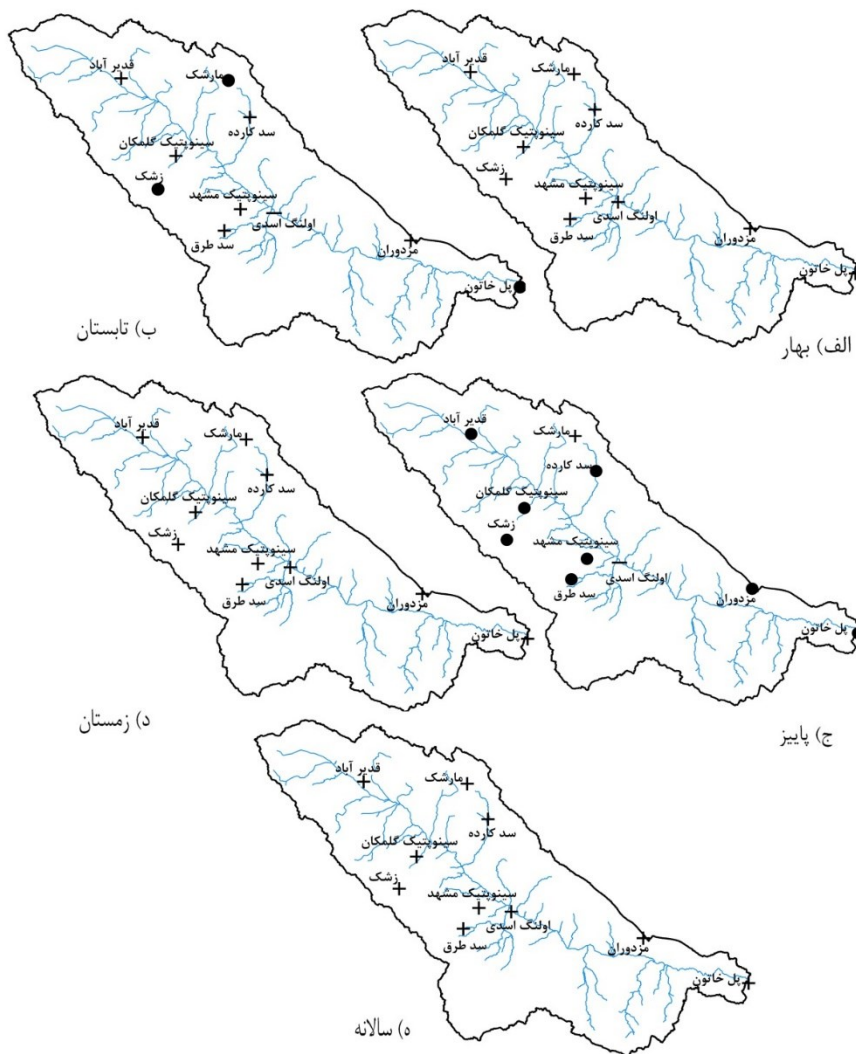 قدیر آباد
مارشک
سد کارده
سینوپتیک گلمکان
زشک
سینوپتیک مشهد
اولنگ اسدی
سد طرق
مزدوران
پل خاتون
الف) بهار
قدیر آباد
مارشک
سد کارده
سینوپتیک گلمکان
زشک
سینوپتیک مشهد
اولنگ اسدی
سد طرق
مزدوران
پل خاتون
ب) تابستان
قدیر آباد
مارشک
سد کارده
سینوپتیک گلمکان
زشک
سینوپتیک مشهد
اولنگ اسدی
سد طرق
مزدوران
پل خاتون
ج) پاییز
قدیر آباد
مارشک
سد کارده
سینوپتیک گلمکان
زشک
سینوپتیک مشهد
اولنگ اسدی
سد طرق
مزدوران
پل خاتون
د) زمستان
قدیر آباد
مارشک
سد کارده
سینوپتیک گلمکان
زشک
سینوپتیک مشهد
اولنگ اسدی
سد طرق
مزدوران
پل خاتون
ه) سالانه